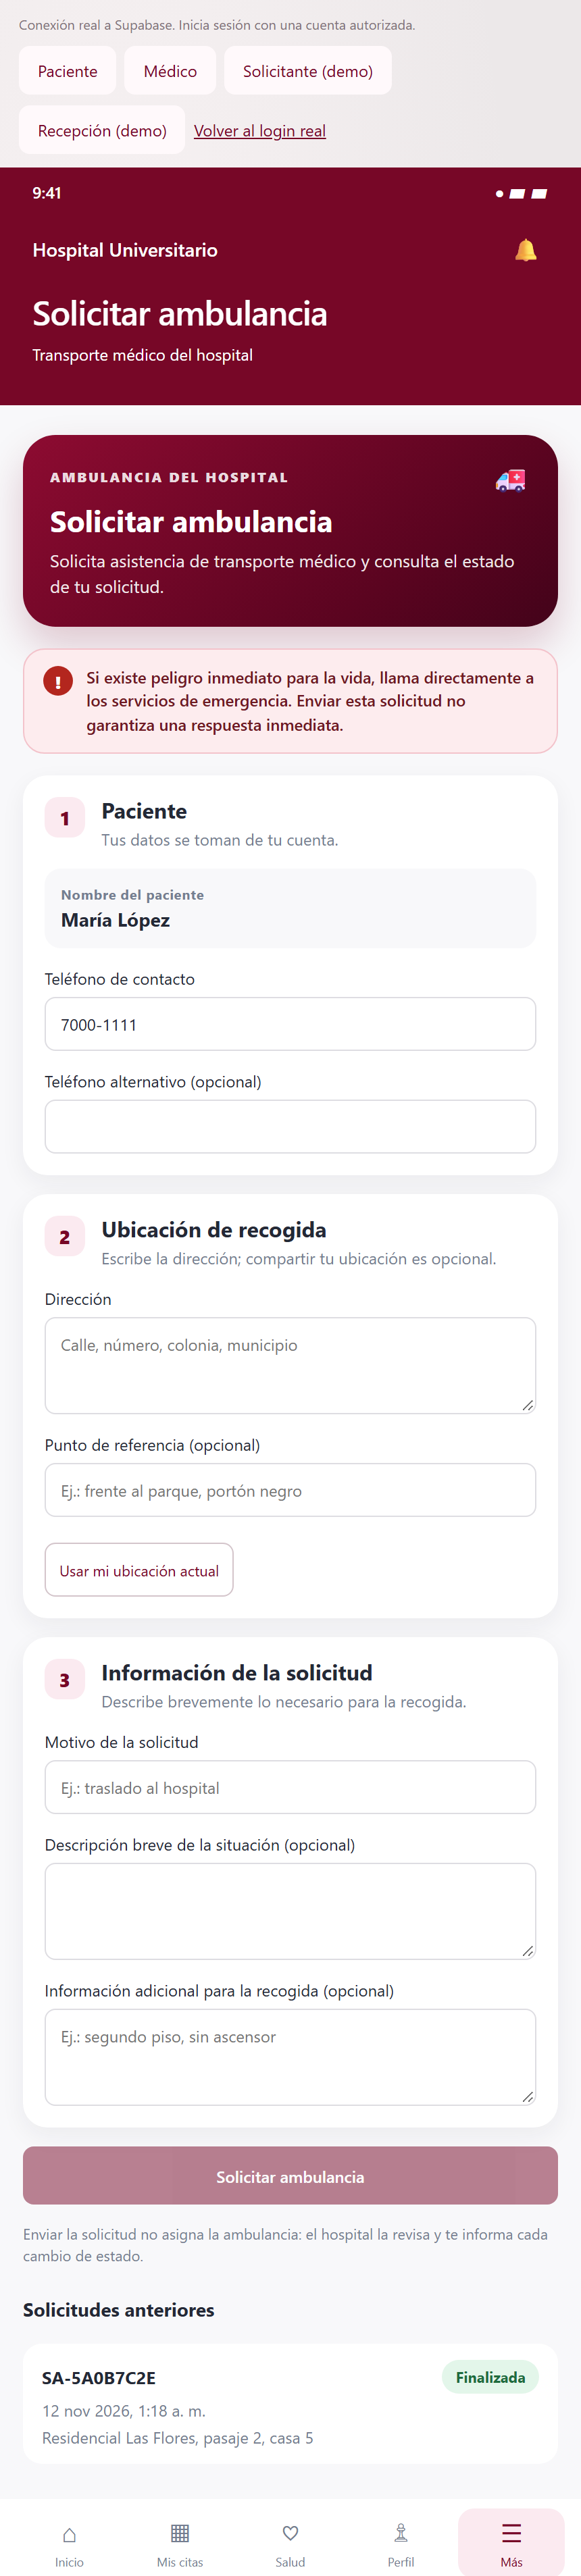 Conexión real a Supabase. Inicia sesión con una cuenta autorizada.
Paciente
Médico
Solicitante (demo)
Recepción (demo)
Volver al login real
9:41
Hospital Universitario
Solicitar ambulancia
Transporte médico del hospital
AMBULANCIA DEL HOSPITAL
Solicitar ambulancia
Solicita asistencia de transporte médico y consulta el estado
de tu solicitud.
!
Si existe peligro inmediato para la vida, llama directamente a
los servicios de emergencia. Enviar esta solicitud no
garantiza una respuesta inmediata.
1
Paciente
Tus datos se toman de tu cuenta.
Nombre del paciente
María López
Teléfono de contacto
7000-1111
Teléfono alternativo (opcional)
2
Ubicación de recogida
Escribe la dirección; compartir tu ubicación es opcional.
Dirección
Calle, número, colonia, municipio
Punto de referencia (opcional)
Ej.: frente al parque, portón negro
Usar mi ubicación actual
3
Información de la solicitud
Describe brevemente lo necesario para la recogida.
Motivo de la solicitud
Ej.: traslado al hospital
Descripción breve de la situación (opcional)
Información adicional para la recogida (opcional)
Ej.: segundo piso, sin ascensor
Solicitar ambulancia
Enviar la solicitud no asigna la ambulancia: el hospital la revisa y te informa cada
cambio de estado.
Solicitudes anteriores
SA-5A0B7C2E
Finalizada
12 nov 2026, 1:18 a. m.
Residencial Las Flores, pasaje 2, casa 5
Inicio
Mis citas
Salud
Perfil
Más